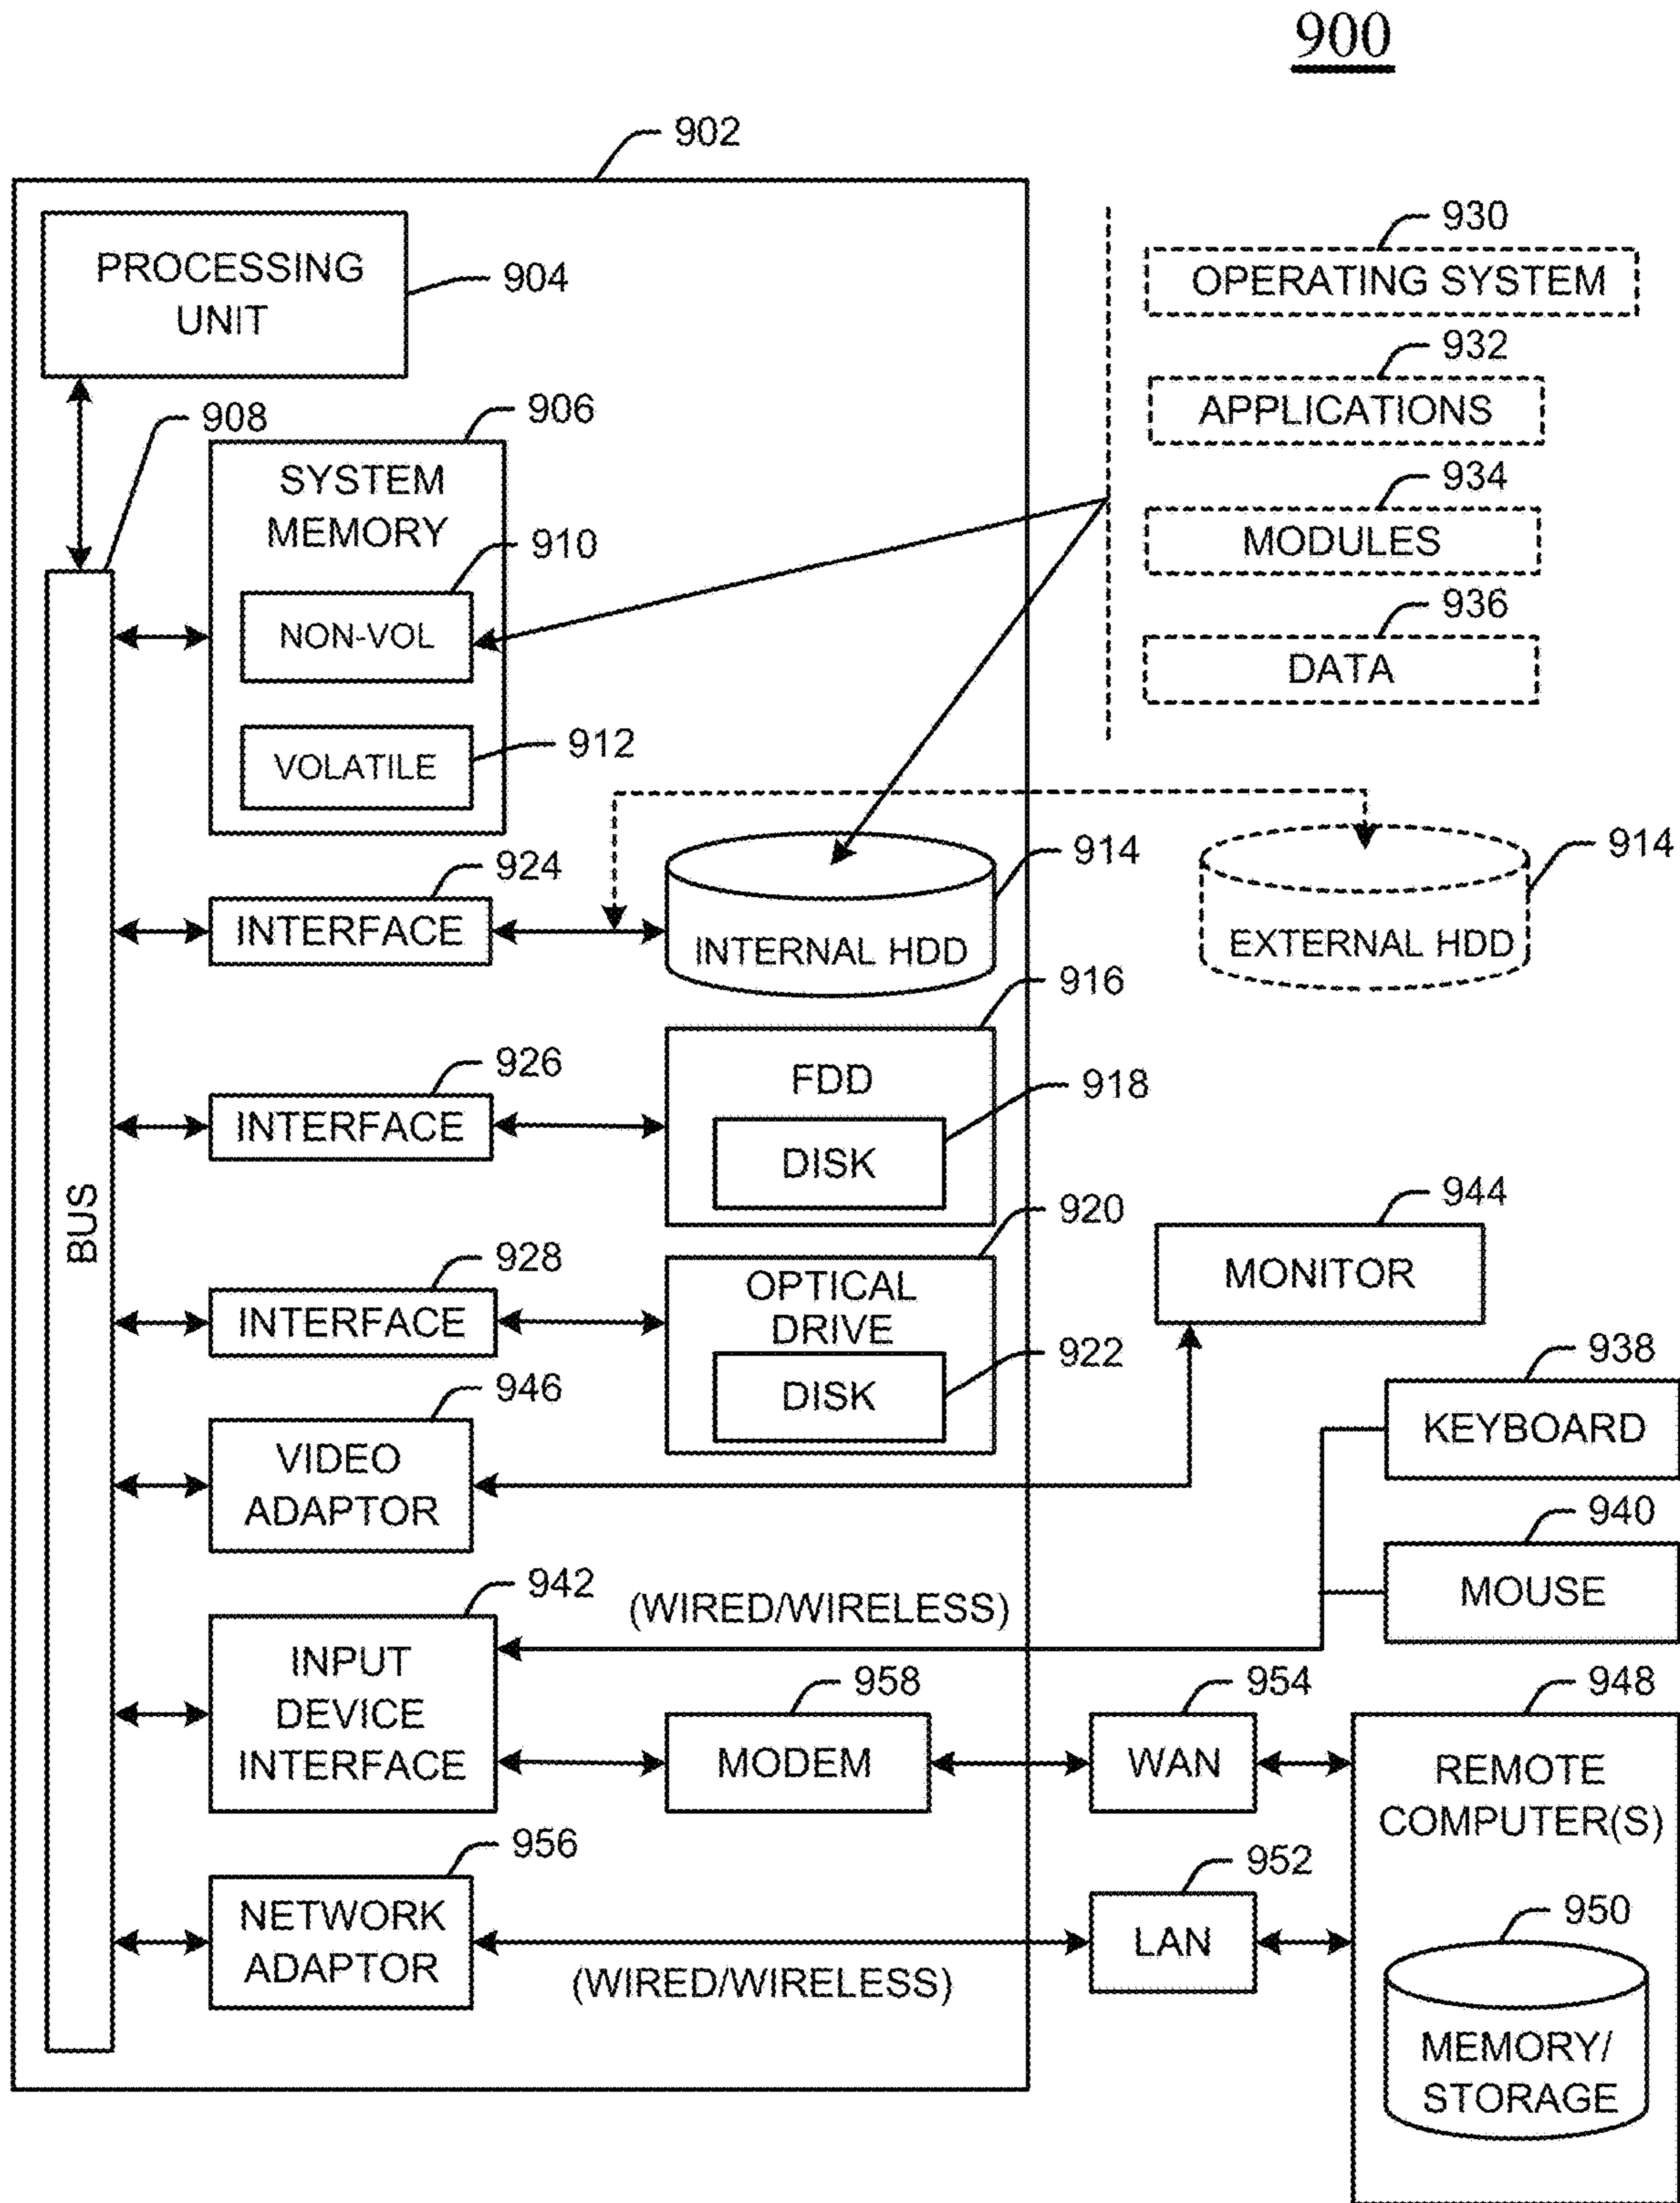 900
902
PROCESSING
UNIT
904
930
OPERATING SYSTEM
932
APPLICATIONS
934
MODULES
936
DATA
908
906
SYSTEM
MEMORY
910
NON-VOL
912
VOLATILE
BUS
924
INTERFACE
914
INTERNAL HDD
914
EXTERNAL HDD
926
INTERFACE
916
FDD
918
DISK
928
INTERFACE
920
OPTICAL
DRIVE
922
DISK
944
MONITOR
946
VIDEO
ADAPTOR
938
KEYBOARD
940
MOUSE
942
INPUT
DEVICE
INTERFACE
(WIRED/WIRELESS)
958
MODEM
954
WAN
948
REMOTE
COMPUTER(S)
956
NETWORK
ADAPTOR
(WIRED/WIRELESS)
952
LAN
950
MEMORY/
STORAGE